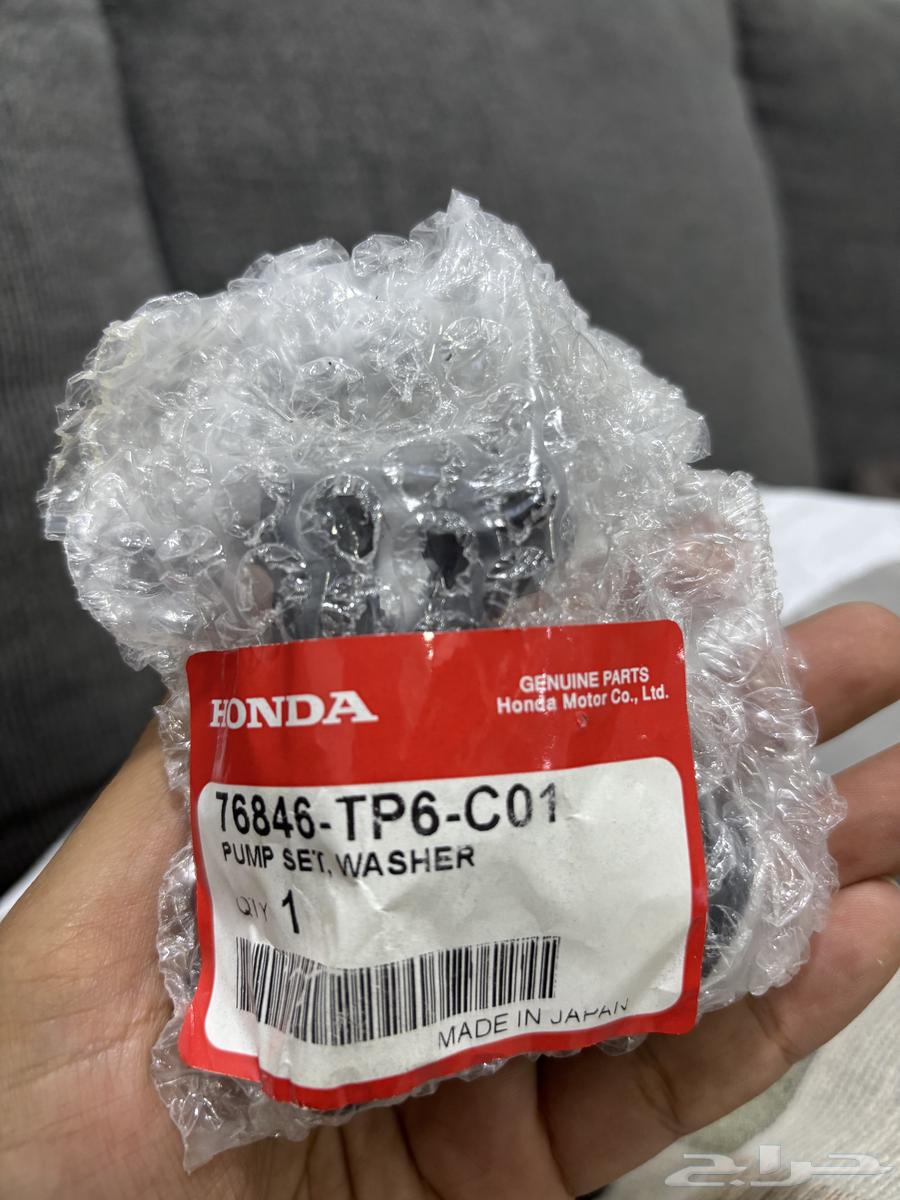 HONDA
GENUINE PARTS
Honda Motor Co., Ltd.
76846-TP6-C01
PUMP SET, WASHER
QTY 1
MADE IN JAPAN
حراج